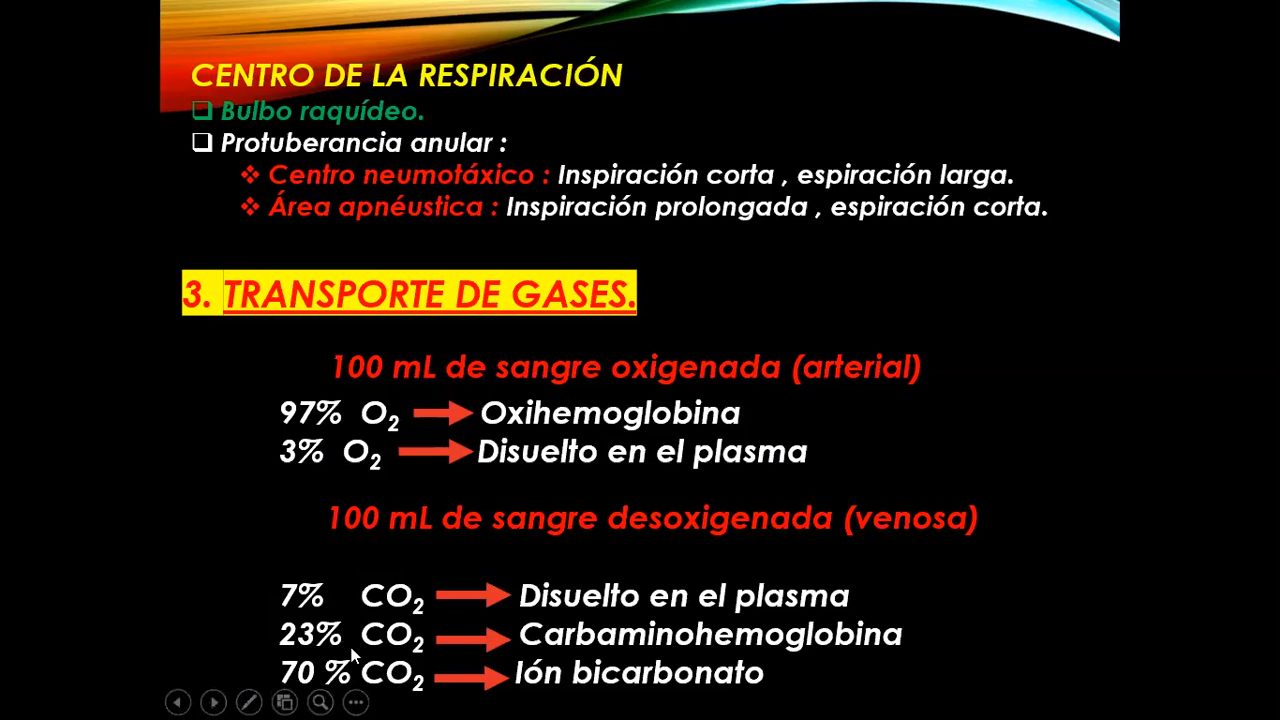 CENTRO DE LA RESPIRACIÓN
Bulbo raquídeo.
Protuberancia anular :
Centro neumotáxico : Inspiración corta , espiración larga.
Área apnéustica : Inspiración prolongada , espiración corta.
3. TRANSPORTE DE GASES.
100 mL de sangre oxigenada (arterial)
97% O₂ Oxihemoglobina
3% O₂ Disuelto en el plasma
100 mL de sangre desoxigenada (venosa)
7% CO₂ Disuelto en el plasma
23% CO₂ Carbaminohemoglobina
70 % CO₂ Ión bicarbonato